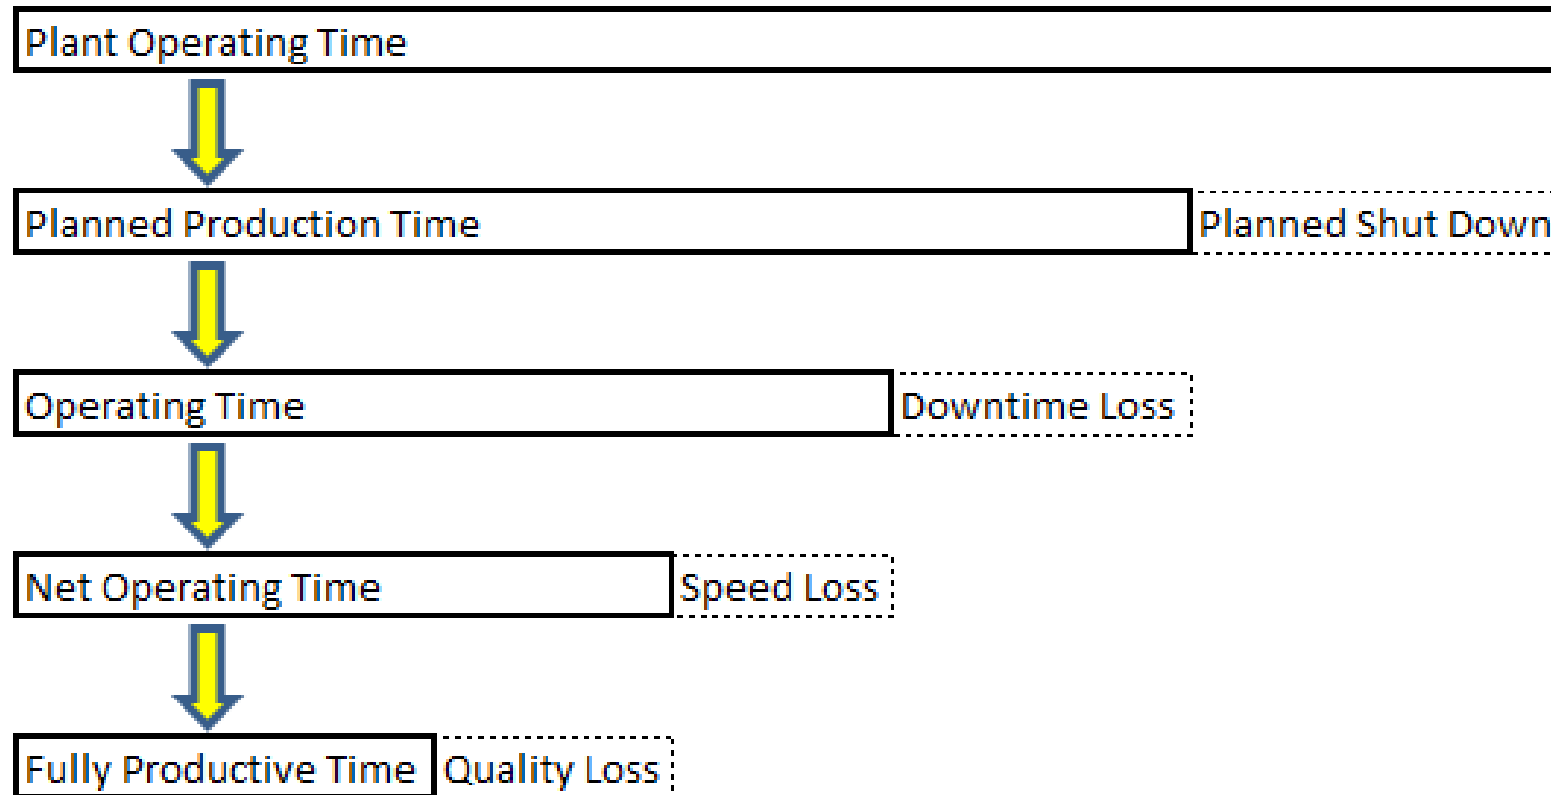 Plant Operating Time
Planned Production Time Planned Shut Down
Operating Time Downtime Loss
Net Operating Time Speed Loss
Fully Productive Time Quality Loss